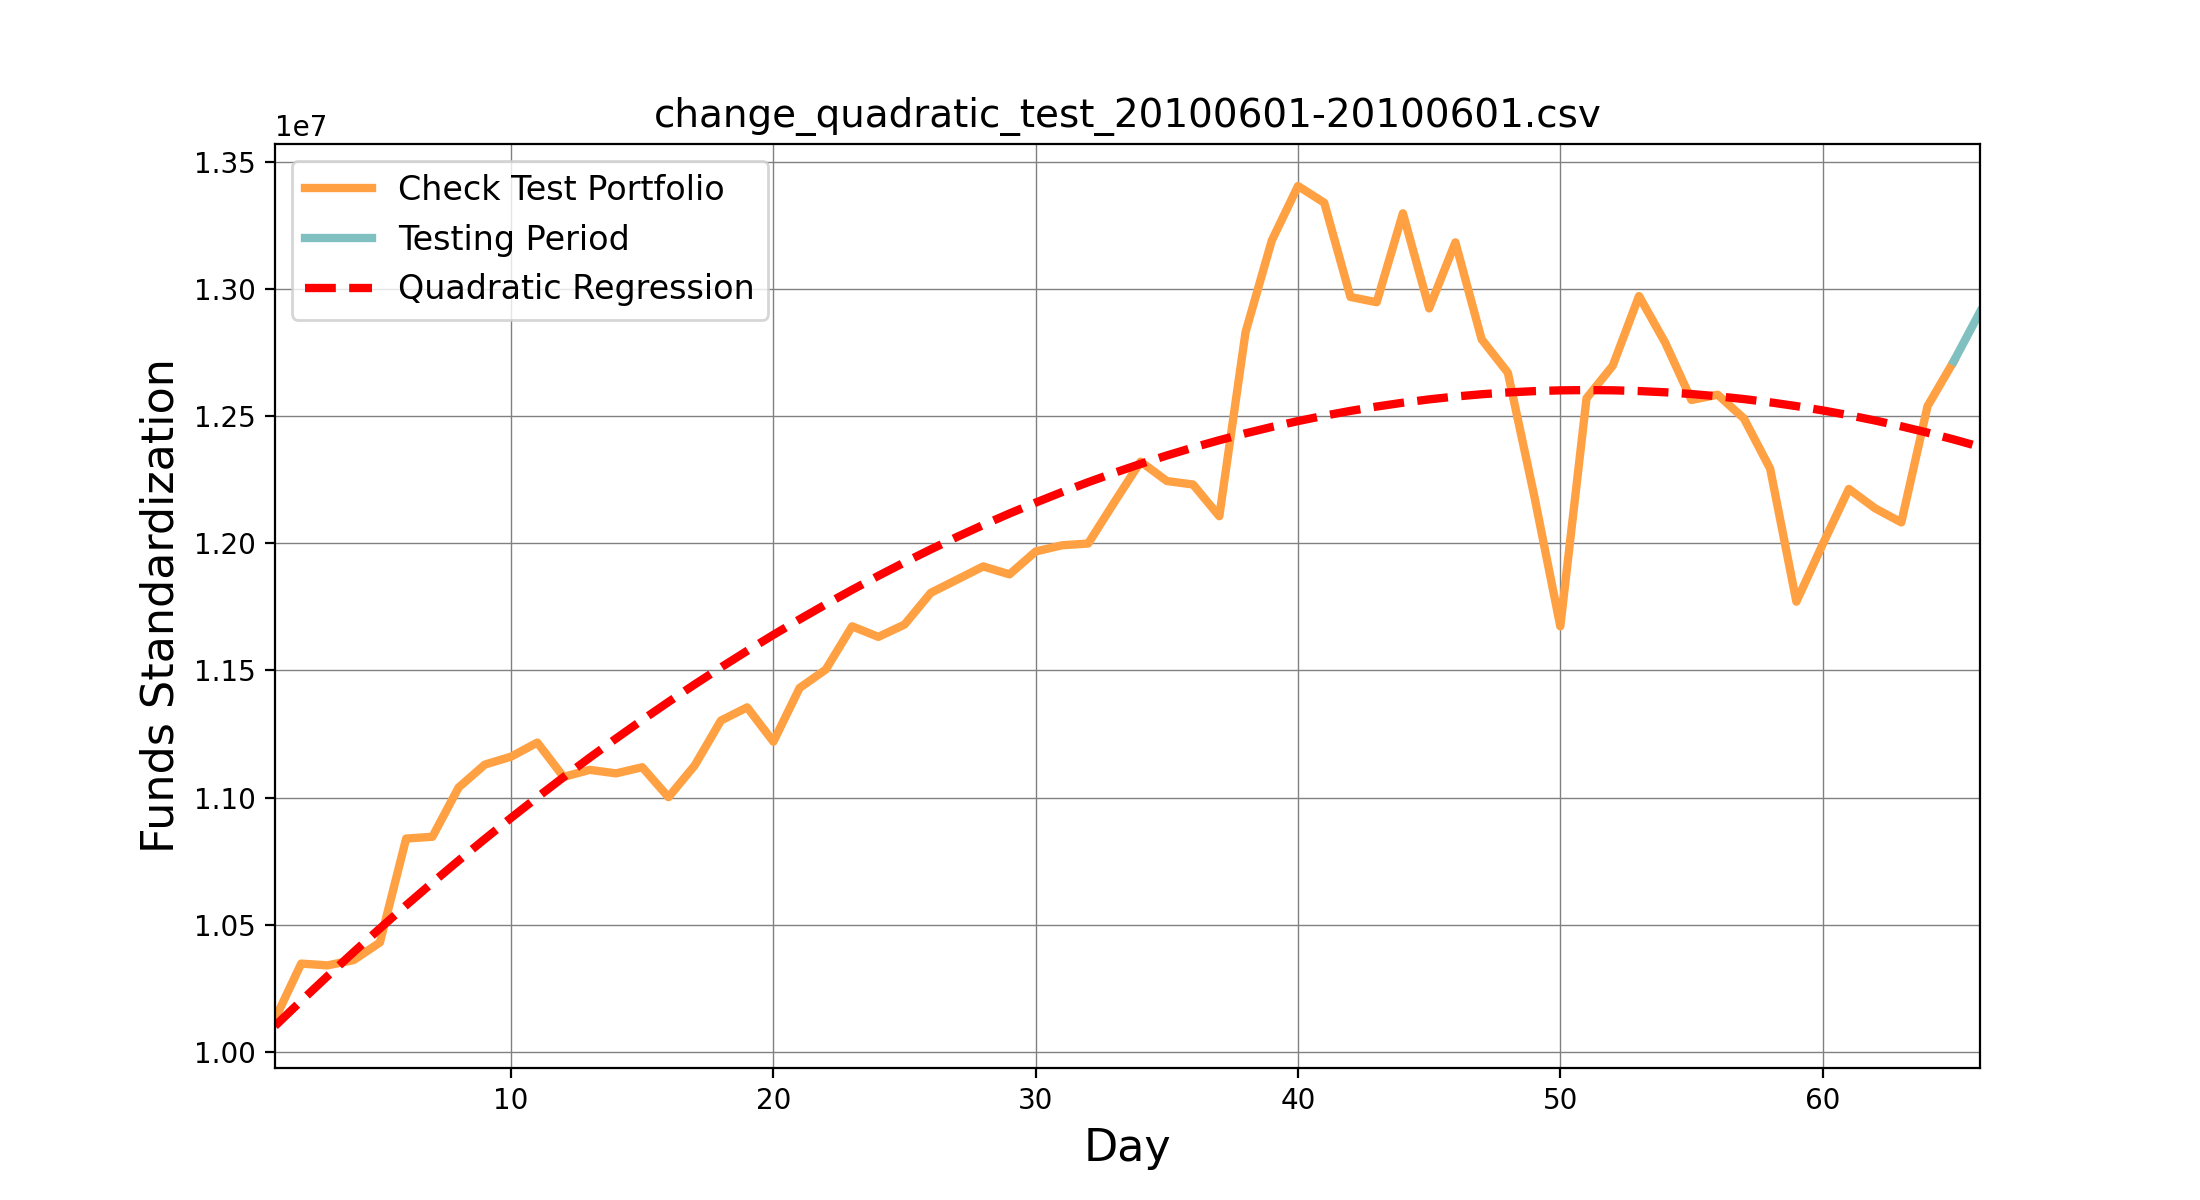 change_quadratic_test_20100601-20100601.csv
1e7
1.35
1.30
1.25
1.20
1.15
1.10
1.05
1.00
Check Test Portfolio
Testing Period
Quadratic Regression
Funds Standardization
10 20 30 40 50 60
Day